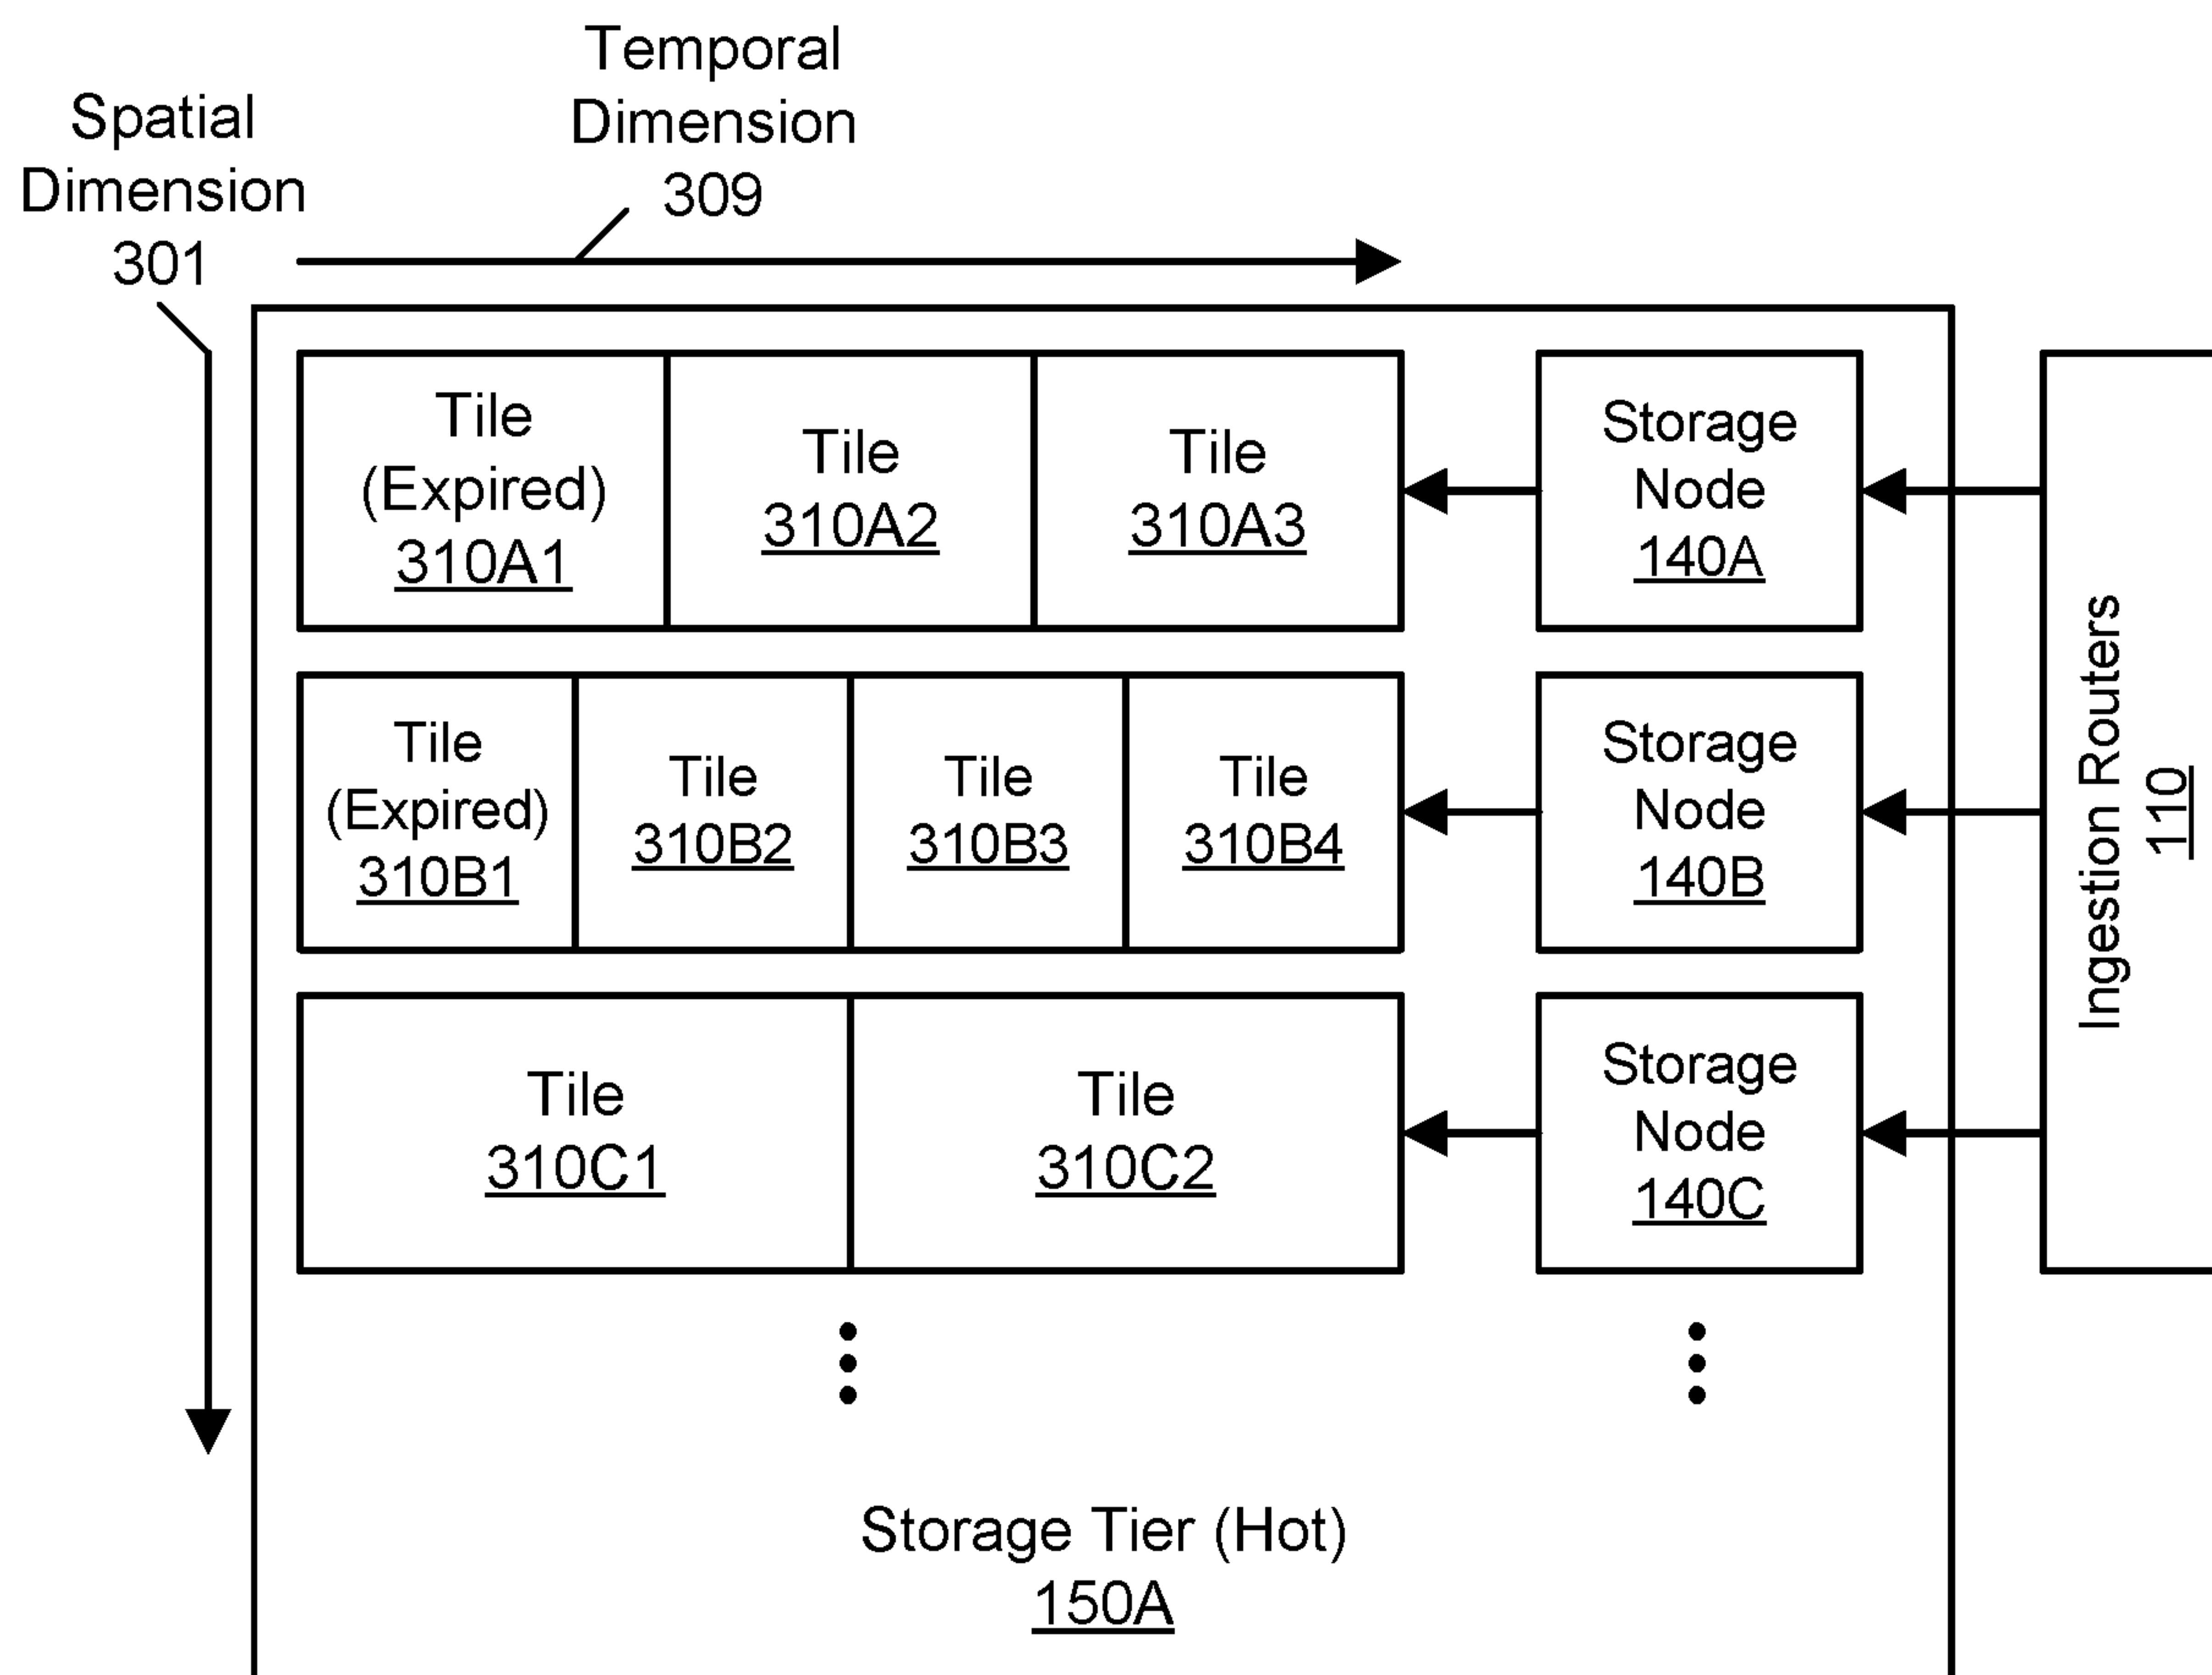 Temporal
Dimension
309
Spatial
Dimension
301
Tile
(Expired)
310A1
Tile
310A2
Tile
310A3
Storage
Node
140A
Tile
(Expired)
310B1
Tile
310B2
Tile
310B3
Tile
310B4
Storage
Node
140B
Tile
310C1
Tile
310C2
Storage
Node
140C
Ingestion Routers
110
Storage Tier (Hot)
150A